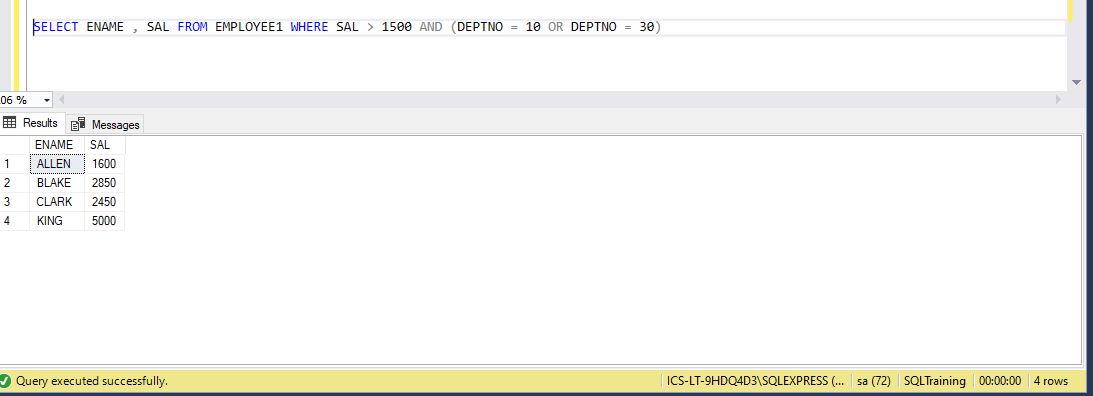 SELECT ENAME , SAL FROM EMPLOYEE1 WHERE SAL > 1500 AND (DEPTNO = 10 OR DEPTNO = 30)
.06 %
Results Messages
ENAME SAL
1 ALLEN 1600
2 BLAKE 2850
3 CLARK 2450
4 KING 5000
Query executed successfully. ICS-LT-9HDQ4D3\SQLEXPRESS (... sa (72) SQLTraining 00:00:00 4 rows